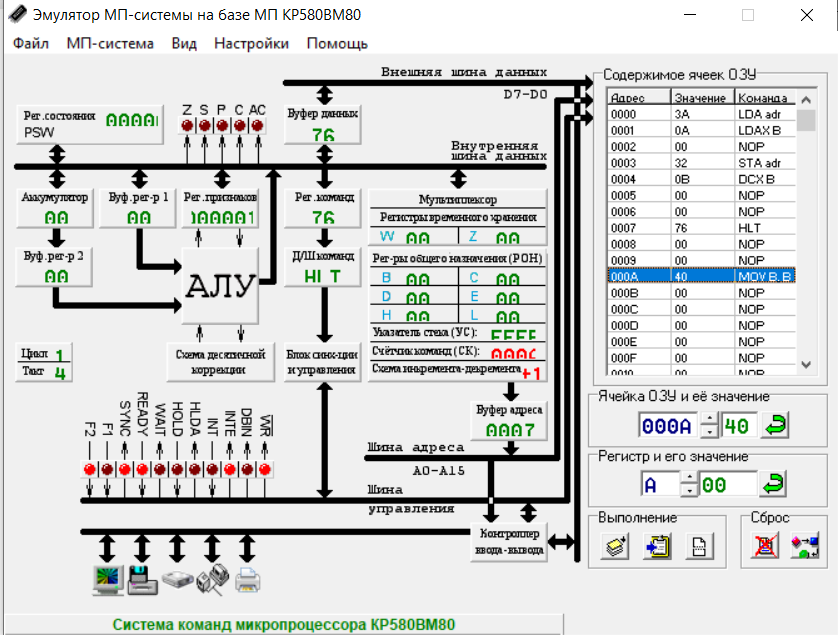 Эмулятор МП-системы на базе МП КР580ВМ80
Файл МП-система Вид Настройки Помощь
Внешняя шина данных
D7-D0
Рег.состояния
PSW
Z S P C AC
Буфер данных
76
Внутренняя
шина данных
Аккумулятор
00
Буф.рег-р 1
00
Рег.признаков
Рег.команд
76
Мультиплексор
Регистры временного хранения
W 00 Z 00
Буф.рег-р 2
00
АЛУ
Д/Ш команд
HLT
Рег-ры общего назначения (РОН)
B 00 C 00
D 00 E 00
H 00 L 00
Указатель стека (УС):
Счётчик команд (СК):
Схема инкремента-декремента +1
Цикл 1
Такт 4
Схема десятичной
коррекции
Блок синх-ции
и управления
Буфер адреса
0007
F2 F1 SYNC READY WAIT HOLD HLDA INT INTE DBIN WR
Шина адреса
A0-A15
Шина
управления
Контроллер
ввода-вывода
Система команд микропроцессора КР580ВМ80
Содержимое ячеек ОЗУ
Адрес Значение Команда
0000 3A LDA adr
0001 0A LDAX B
0002 00 NOP
0003 32 STA adr
0004 0B DCX B
0005 00 NOP
0006 00 NOP
0007 76 HLT
0008 00 NOP
0009 00 NOP
000A 40 MOV B, B
000B 00 NOP
000C 00 NOP
000D 00 NOP
000E 00 NOP
000F 00 NOP
0010 00 NOP
Ячейка ОЗУ и её значение
000A 40
Регистр и его значение
A 00
Выполнение
Сброс